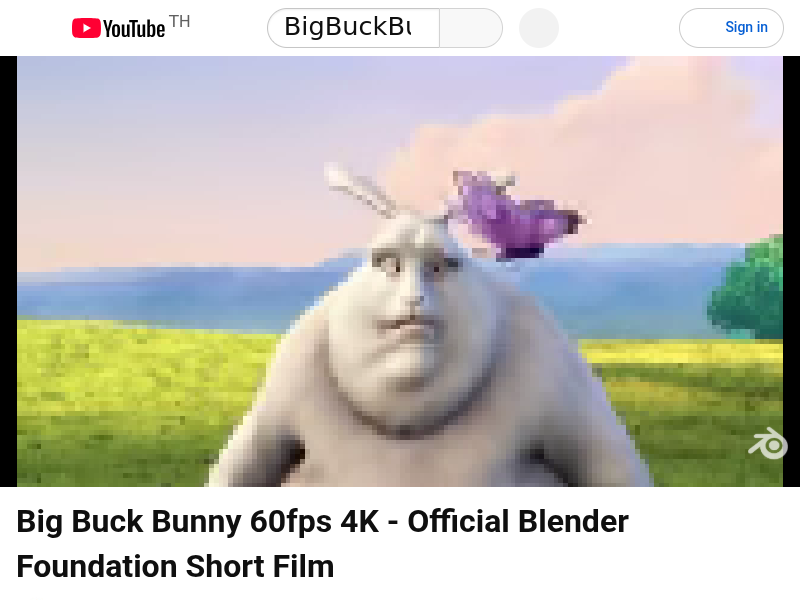 YouTube TH
BigBuckBu
Sign in
Big Buck Bunny 60fps 4K - Official Blender
Foundation Short Film